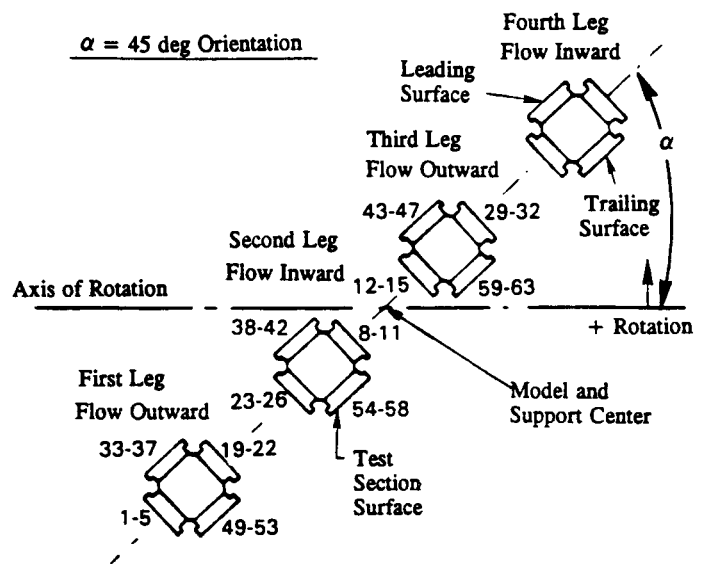 α = 45 deg Orientation
Fourth Leg
Flow Inward
Leading
Surface
α
Third Leg
Flow Outward
Trailing
Surface
43-47
29-32
Second Leg
Flow Inward
12-15
59-63
Axis of Rotation
+ Rotation
38-42
8-11
Model and
Support Center
First Leg
Flow Outward
23-26
54-58
33-37
19-22
Test
Section
Surface
1-5
49-53